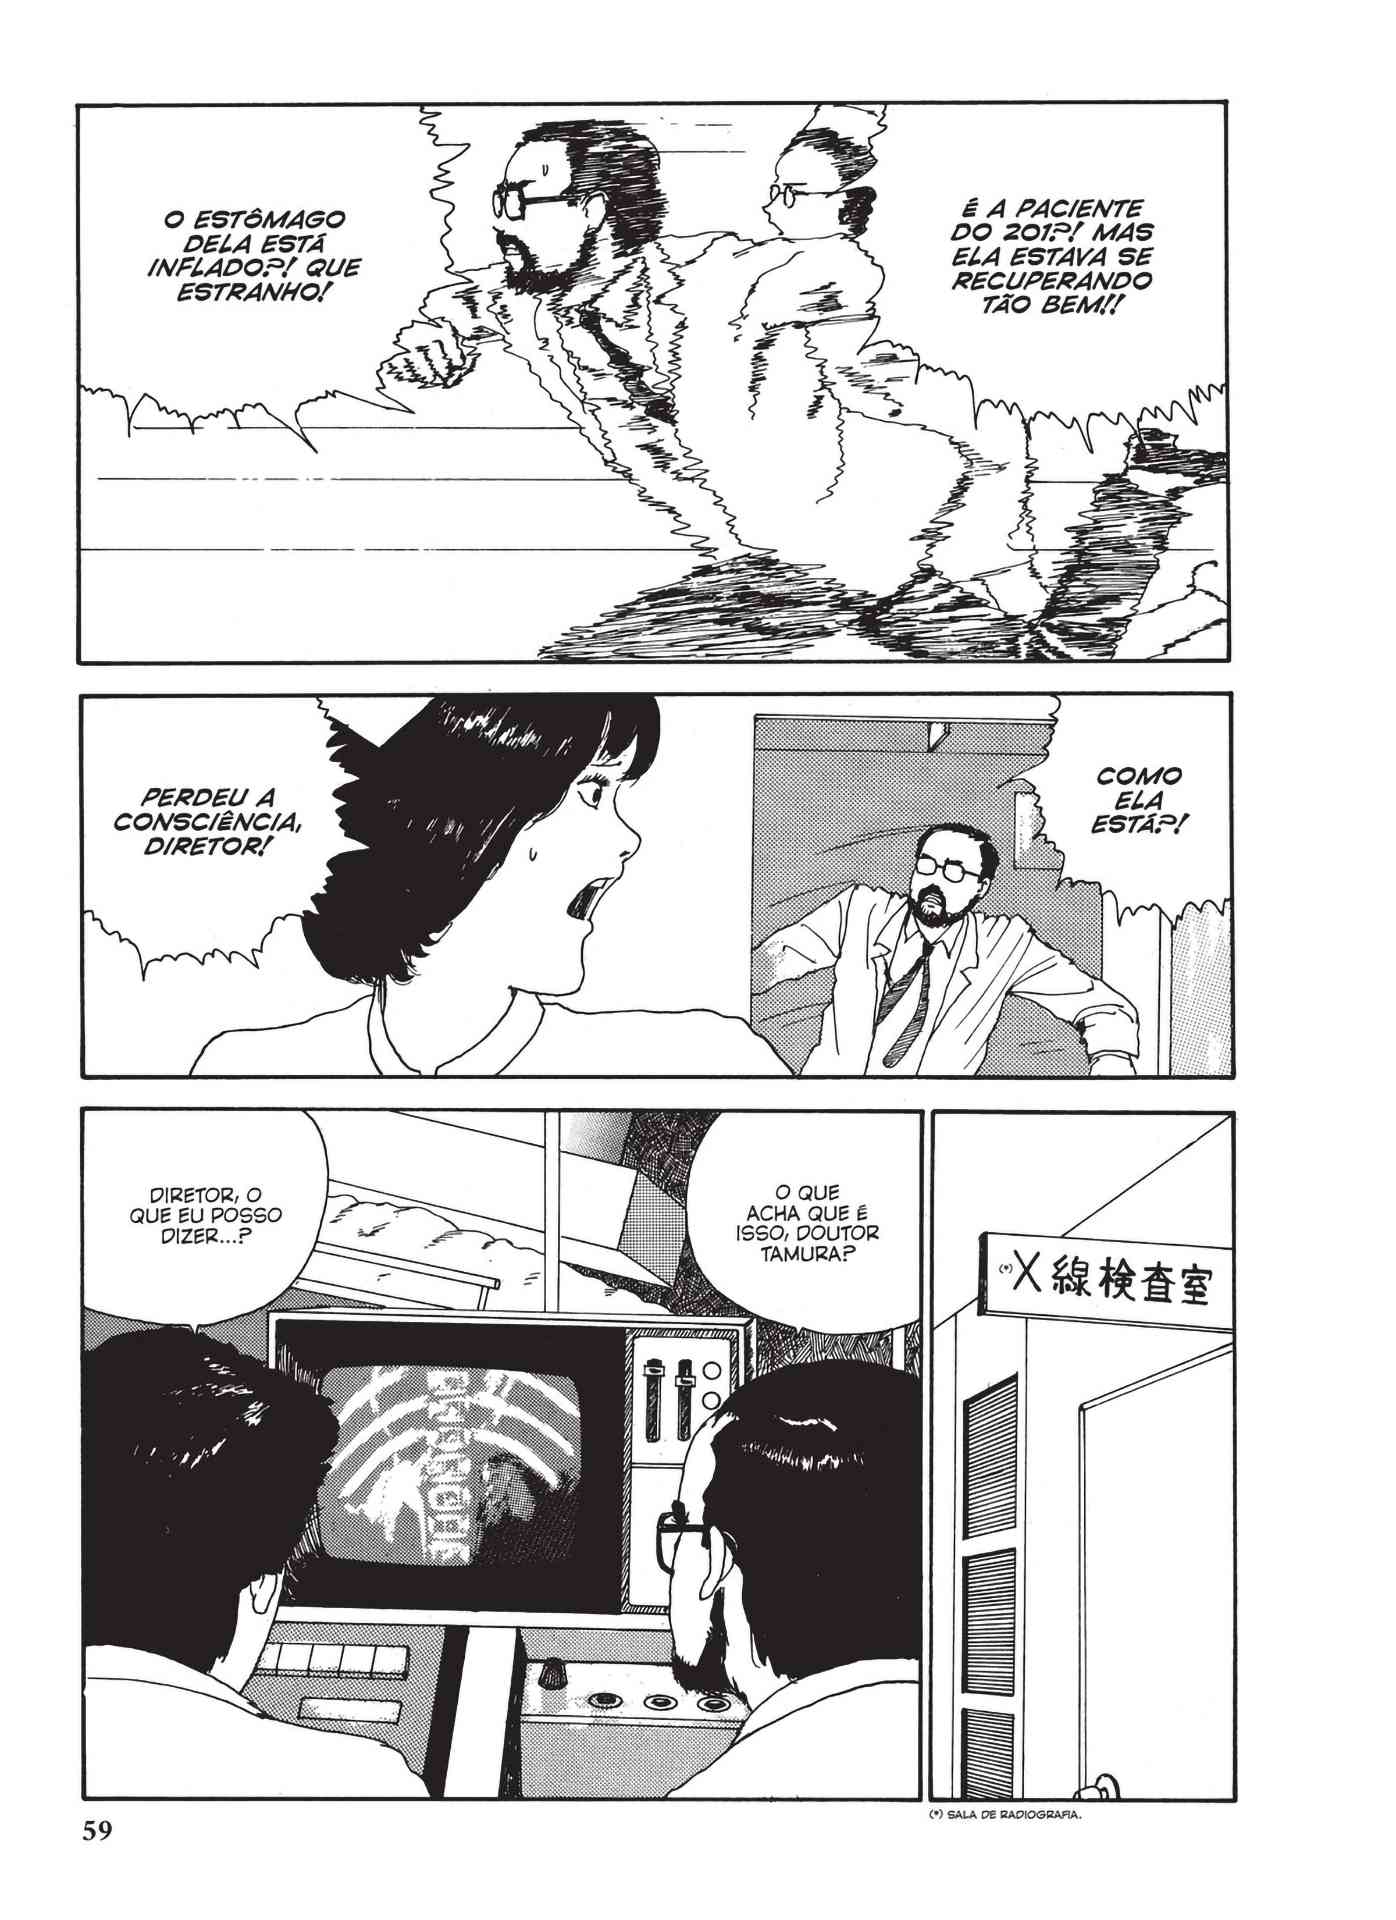 É A PACIENTE
DO 201?! MAS
ELA ESTAVA SE
RECUPERANDO
TÃO BEM!!
O ESTÔMAGO
DELA ESTÁ
INFLADO?! QUE
ESTRANHO!
COMO
ELA
ESTÁ?!
PERDEU A
CONSCIÊNCIA,
DIRETOR!
(*)X線検査室
(*) SALA DE RADIOGRAFIA.
O QUE
ACHA QUE É
ISSO, DOUTOR
TAMURA?
DIRETOR, O
QUE EU POSSO
DIZER...?
59